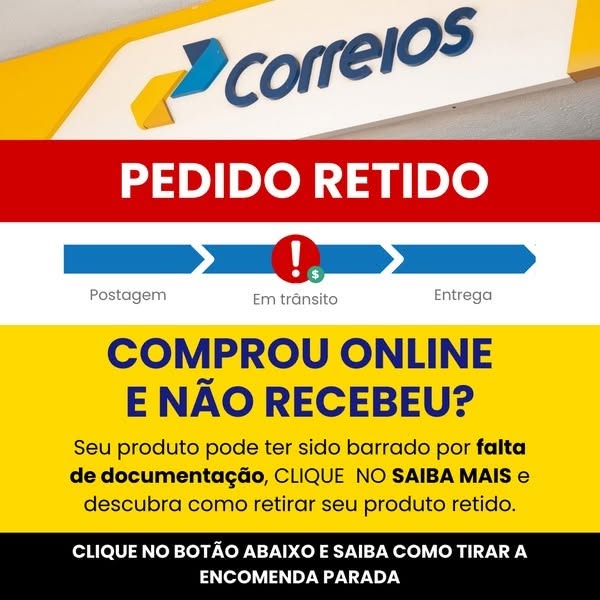 Correios
PEDIDO RETIDO
$
Postagem
Em trânsito
Entrega
COMPROU ONLINE
E NÃO RECEBEU?
Seu produto pode ter sido barrado por falta
de documentação, CLIQUE NO SAIBA MAIS e
descubra como retirar seu produto retido.
CLIQUE NO BOTÃO ABAIXO E SAIBA COMO TIRAR A
ENCOMENDA PARADA